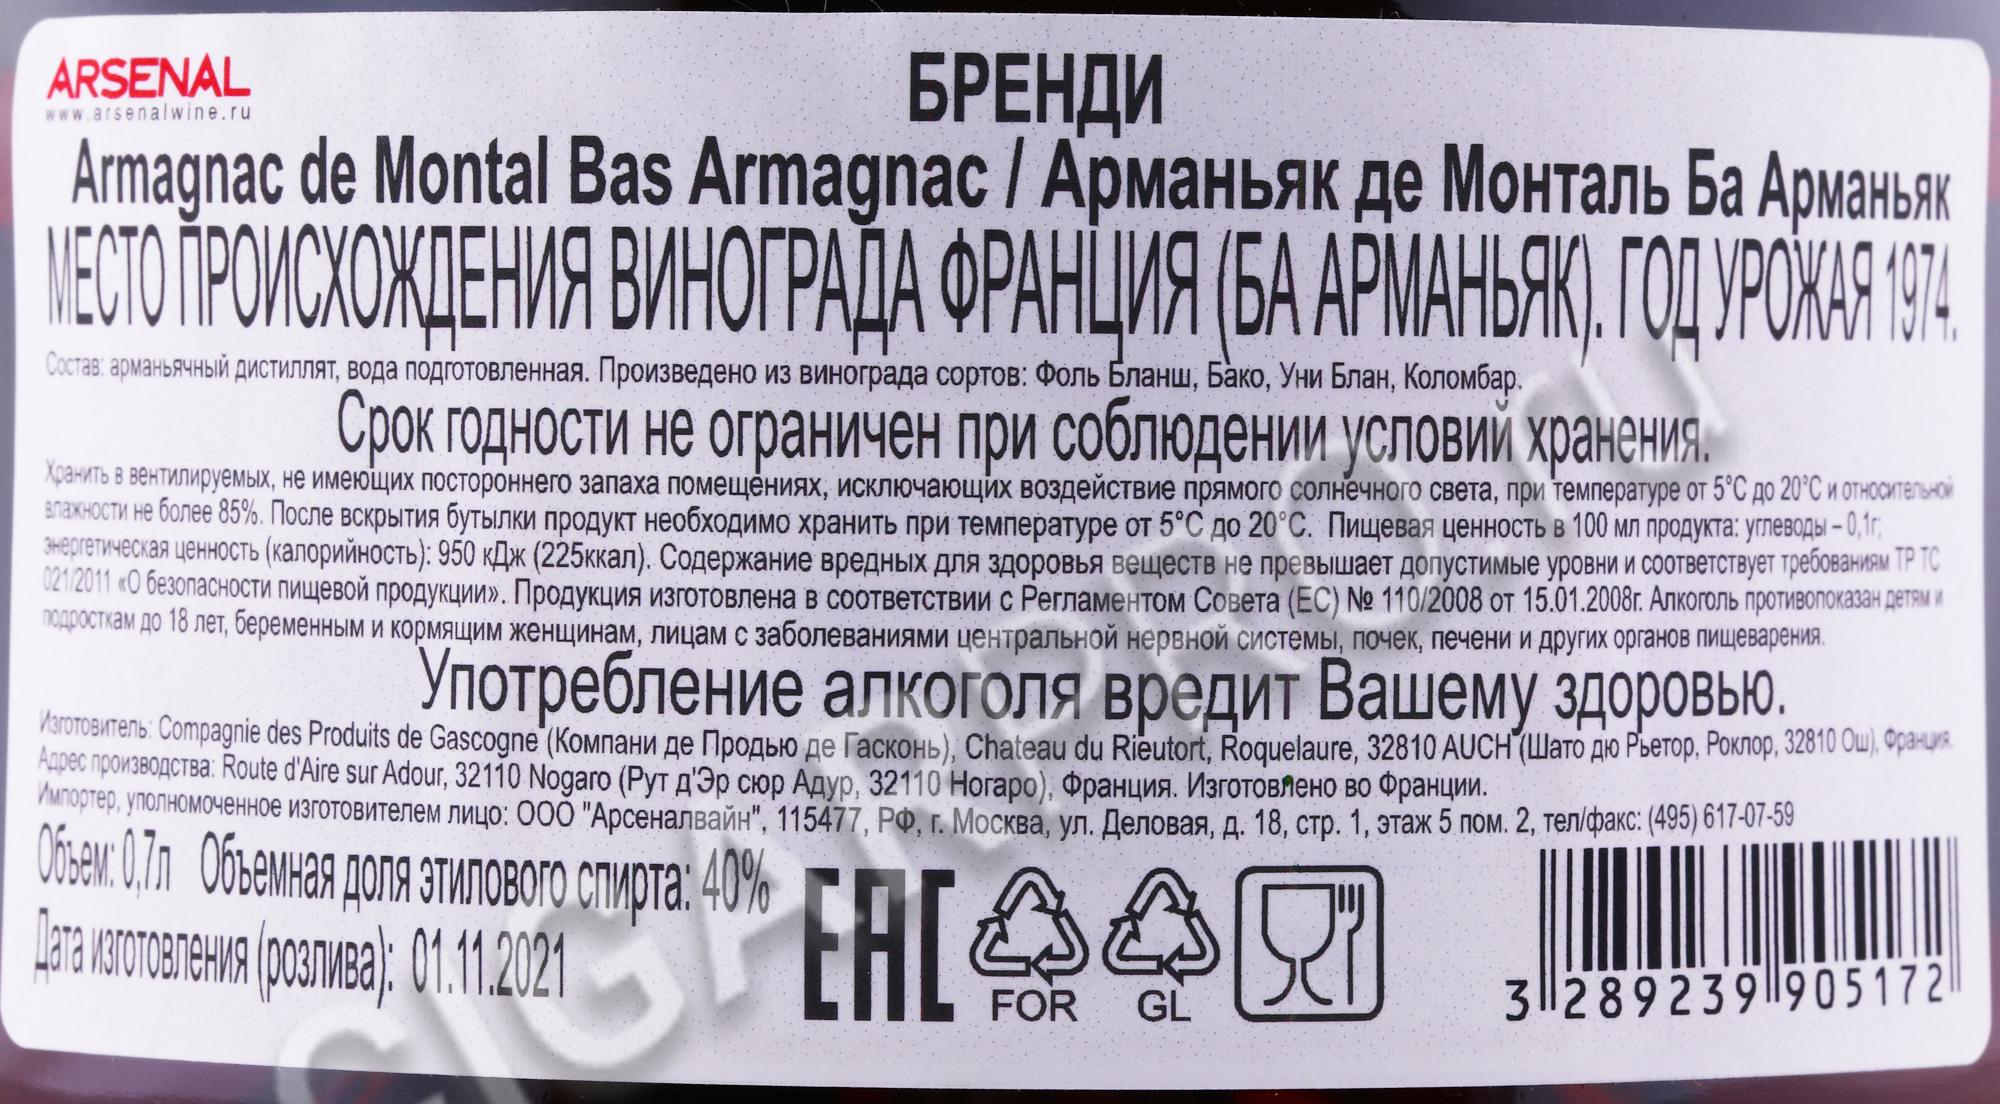 ARSENAL
www.arsenalwine.ru
БРЕНДИ
Armagnac de Montal Bas Armagnac / Арманьяк де Монталь Ба Арманьяк
МЕСТО ПРОИСХОЖДЕНИЯ ВИНОГРАДА ФРАНЦИЯ (БА АРМАНЬЯК). ГОД УРОЖАЯ 1974.
Состав: арманьячный дистиллят, вода подготовленная. Произведено из винограда сортов: Фоль Бланш, Бако, Уни Блан, Коломбар.
Срок годности не ограничен при соблюдении условий хранения.
Хранить в вентилируемых, не имеющих постороннего запаха помещениях, исключающих воздействие прямого солнечного света, при температуре от 5°C до 20°C и относительной
влажности не более 85%. После вскрытия бутылки продукт необходимо хранить при температуре от 5°C до 20°C. Пищевая ценность в 100 мл продукта: углеводы – 0,1г;
энергетическая ценность (калорийность): 950 кДж (225ккал). Содержание вредных для здоровья веществ не превышает допустимые уровни и соответствует требованиям ТР ТС
021/2011 «О безопасности пищевой продукции». Продукция изготовлена в соответствии с Регламентом Совета (ЕС) № 110/2008 от 15.01.2008г. Алкоголь противопоказан детям и
подросткам до 18 лет, беременным и кормящим женщинам, лицам с заболеваниями центральной нервной системы, почек, печени и других органов пищеварения.
Употребление алкоголя вредит Вашему здоровью.
Изготовитель: Compagnie des Produits de Gascogne (Компани де Продью де Гасконь), Chateau du Rieutort, Roquelaure, 32810 AUCH (Шато дю Рьетор, Роклор, 32810 Ош), Франция.
Адрес производства: Route d'Aire sur Adour, 32110 Nogaro (Рут д'Эр сюр Адур, 32110 Ногаро), Франция. Изготовлено во Франции.
Импортер, уполномоченное изготовителем лицо: ООО "Арсеналвайн", 115477, РФ, г. Москва, ул. Деловая, д. 18, стр. 1, этаж 5 пом. 2, тел/факс: (495) 617-07-59
Объем: 0,7л Объемная доля этилового спирта: 40%
Дата изготовления (розлива): 01.11.2021
EAC
FOR
GL
3 289239 905172
CIGARPRO.ru